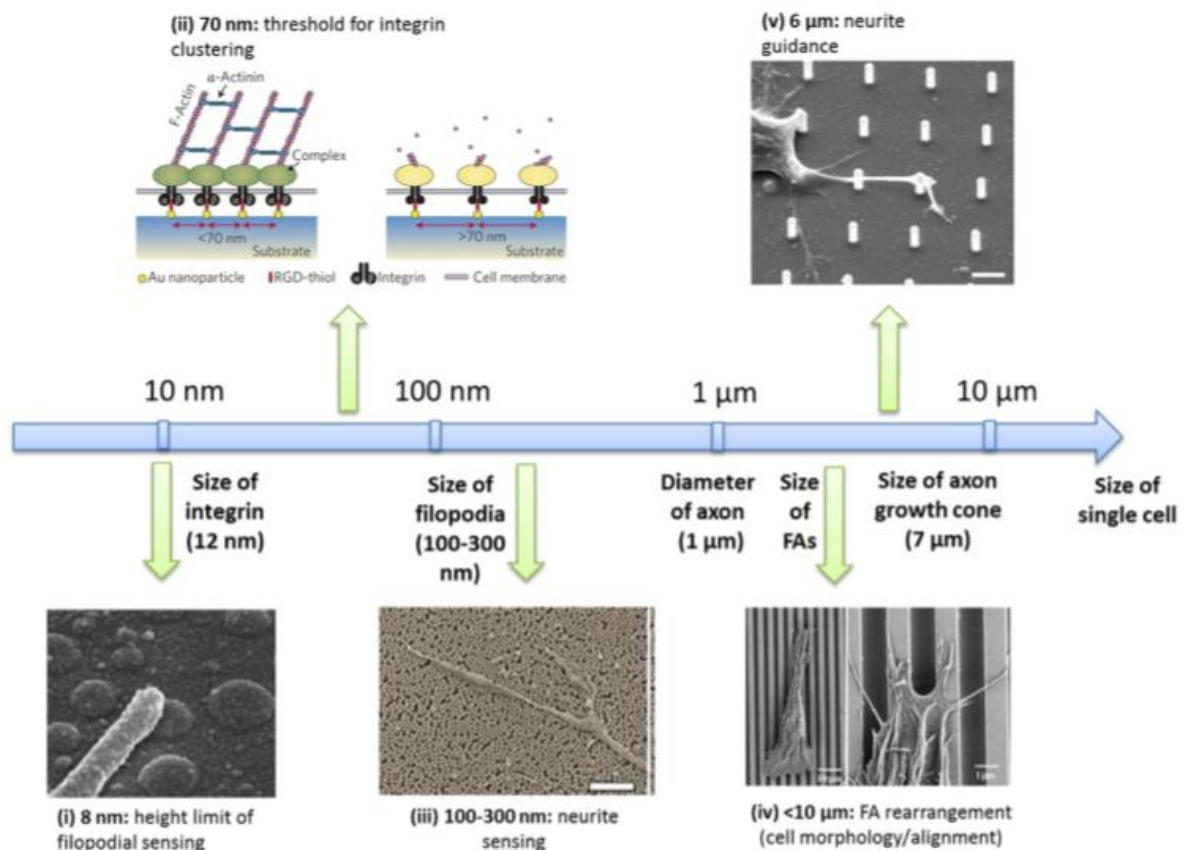 (ii) 70 nm: threshold for integrin
clustering
α-Actinin
F-Actin
Complex
<70 nm
Substrate
>70 nm
Substrate
Au nanoparticle
RGD-thiol
Integrin
Cell membrane
(v) 6 µm: neurite
guidance
10 nm
100 nm
1 µm
10 µm
Size of
integrin
(12 nm)
Size of
filopodia
(100-300
nm)
Diameter
of axon
(1 µm)
Size
of
FAs
Size of axon
growth cone
(7 µm)
Size of
single cell
(i) 8 nm: height limit of
filopodial sensing
(iii) 100-300 nm: neurite
sensing
1 µm
(iv) <10 µm: FA rearrangement
(cell morphology/alignment)